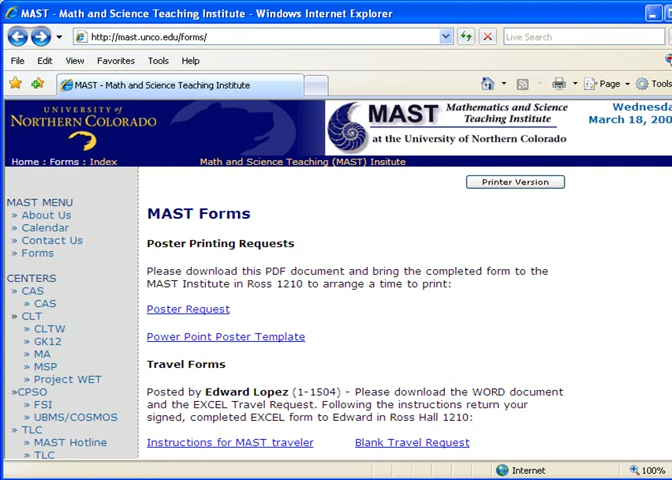 MAST - Math and Science Teaching Institute - Windows Internet Explorer
http://mast.unco.edu/forms/
Live Search
File Edit View Favorites Tools Help
MAST - Math and Science Teaching Institute
Page Tools
UNIVERSITY of
NORTHERN COLORADO
MAST Mathematics and Science
Teaching Institute
at the University of Northern Colorado
Wednesda
March 18, 200
Home : Forms : Index
Math and Science Teaching (MAST) Insitute
Printer Version
MAST MENU
» About Us
» Calendar
» Contact Us
» Forms
CENTERS
» CAS
» CAS
» CLT
» CLTW
» GK12
» MA
» MSP
» Project WET
»CPSO
» FSI
» UBMS/COSMOS
» TLC
» MAST Hotline
» TLC
MAST Forms
Poster Printing Requests
Please download this PDF document and bring the completed form to the
MAST Institute in Ross 1210 to arrange a time to print:
Poster Request
Power Point Poster Template
Travel Forms
Posted by Edward Lopez (1-1504) - Please download the WORD document
and the EXCEL Travel Request. Following the instructions return your
signed, completed EXCEL form to Edward in Ross Hall 1210:
Instructions for MAST traveler Blank Travel Request
Internet
100%